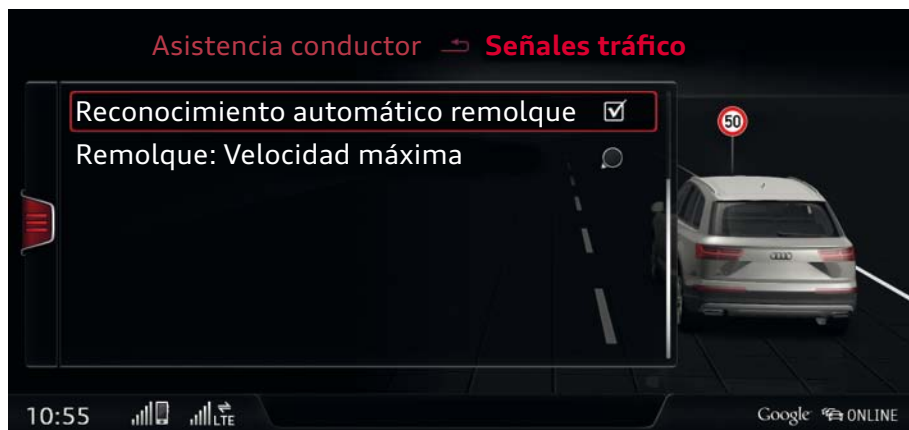 Asistencia conductor Señales tráfico
Reconocimiento automático remolque
Remolque: Velocidad máxima
50
10:55 LTE Google ONLINE